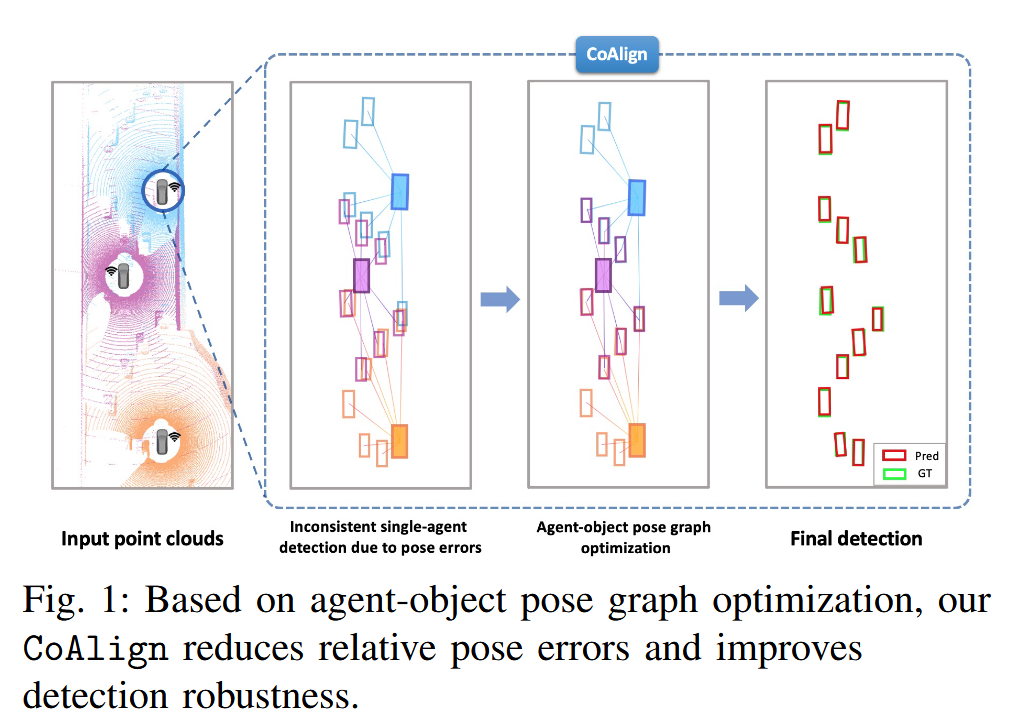 CoAlign
Input point clouds
Inconsistent single-agent
detection due to pose errors
Agent-object pose graph
optimization
Pred
GT
Final detection
Fig. 1: Based on agent-object pose graph optimization, our
CoAlign reduces relative pose errors and improves
detection robustness.